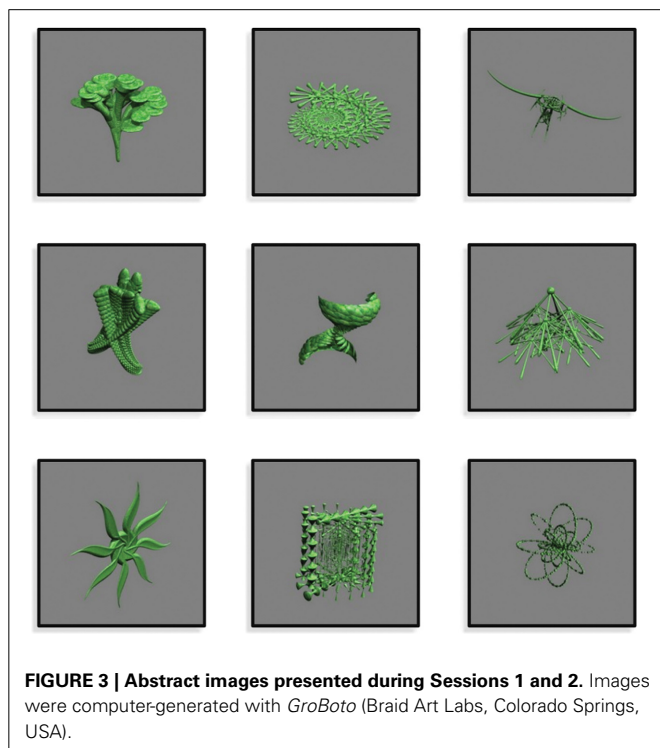 FIGURE 3 | Abstract images presented during Sessions 1 and 2. Images
were computer-generated with GroBoto (Braid Art Labs, Colorado Springs,
USA).